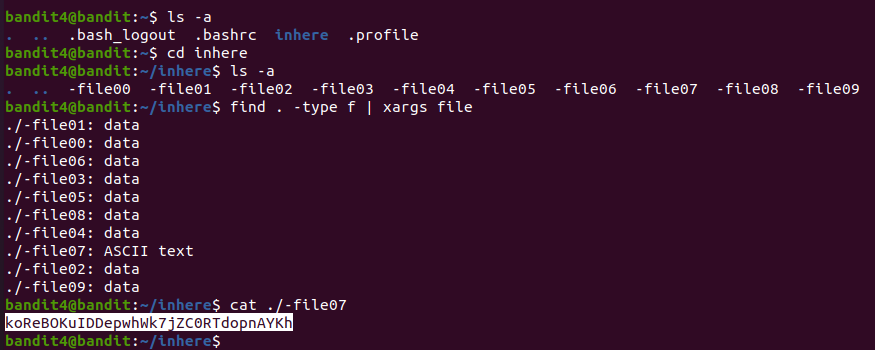 bandit4@bandit:~$ ls -a
.  ..  .bash_logout  .bashrc  inhere  .profile
bandit4@bandit:~$ cd inhere
bandit4@bandit:~/inhere$ ls -a
.  ..  -file00  -file01  -file02  -file03  -file04  -file05  -file06  -file07  -file08  -file09
bandit4@bandit:~/inhere$ find . -type f | xargs file
./-file01: data
./-file00: data
./-file06: data
./-file03: data
./-file05: data
./-file08: data
./-file04: data
./-file07: ASCII text
./-file02: data
./-file09: data
bandit4@bandit:~/inhere$ cat ./-file07
koReBOKuIDDepwhWk7jZC0RTdopnAYKh
bandit4@bandit:~/inhere$